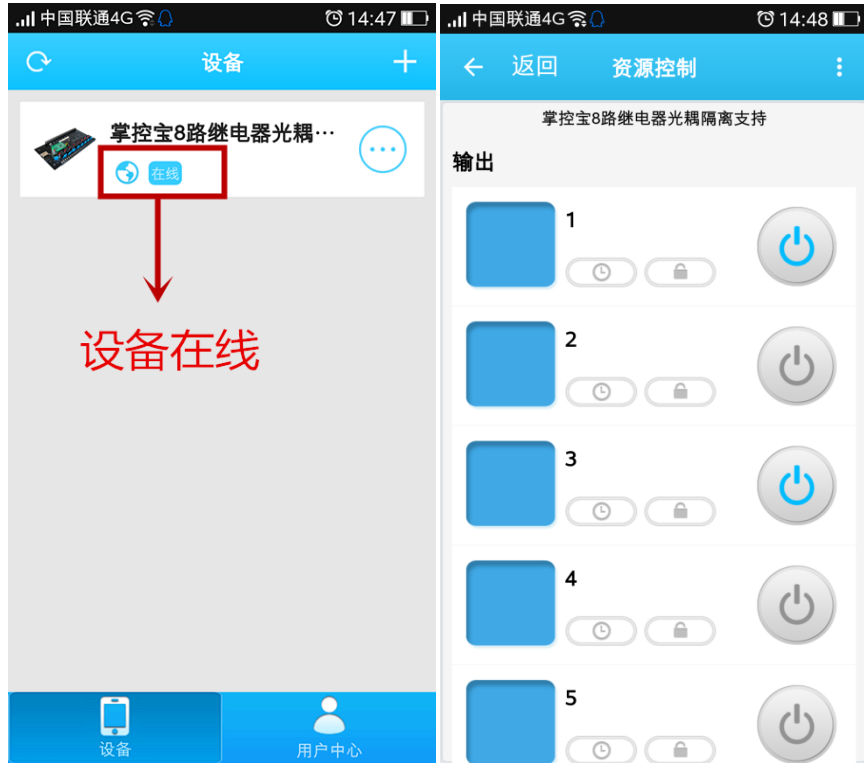 中国联通4G 14:47
设备
掌控宝8路继电器光耦…
在线
设备在线
设备
用户中心
中国联通4G 14:48
返回 资源控制
掌控宝8路继电器光耦隔离支持
输出
1
2
3
4
5